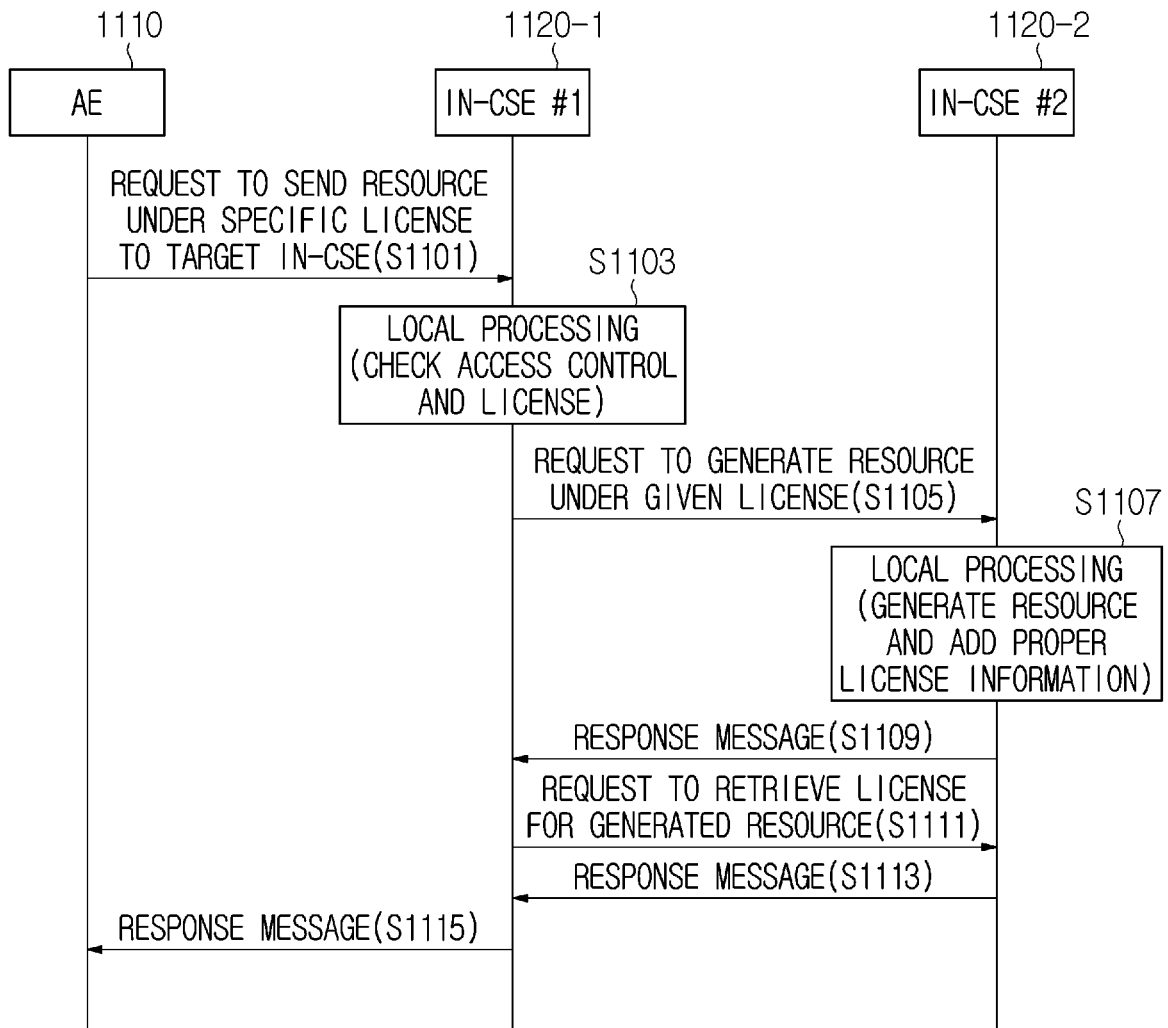 1110
1120-1
1120-2
AE
IN-CSE #1
IN-CSE #2
REQUEST TO SEND RESOURCE
UNDER SPECIFIC LICENSE
TO TARGET IN-CSE(S1101)
S1103
LOCAL PROCESSING
(CHECK ACCESS CONTROL
AND LICENSE)
REQUEST TO GENERATE RESOURCE
UNDER GIVEN LICENSE(S1105)
S1107
LOCAL PROCESSING
(GENERATE RESOURCE
AND ADD PROPER
LICENSE INFORMATION)
RESPONSE MESSAGE(S1109)
REQUEST TO RETRIEVE LICENSE
FOR GENERATED RESOURCE(S1111)
RESPONSE MESSAGE(S1113)
RESPONSE MESSAGE(S1115)